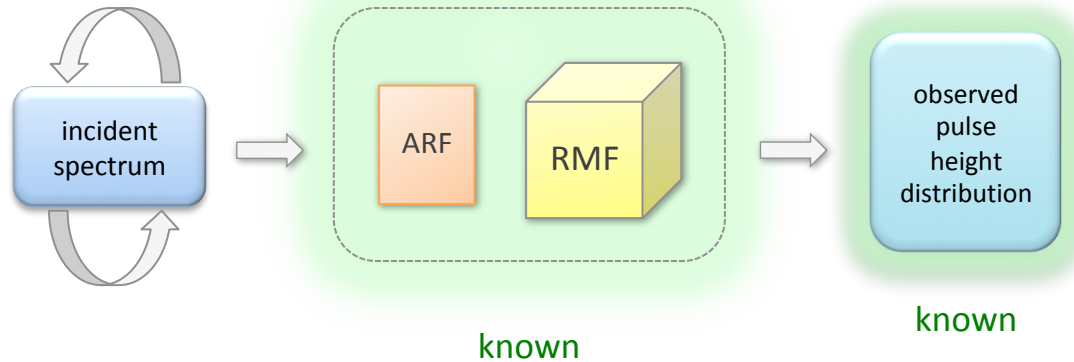 incident
spectrum
ARF
RMF
observed
pulse
height
distribution
known
known